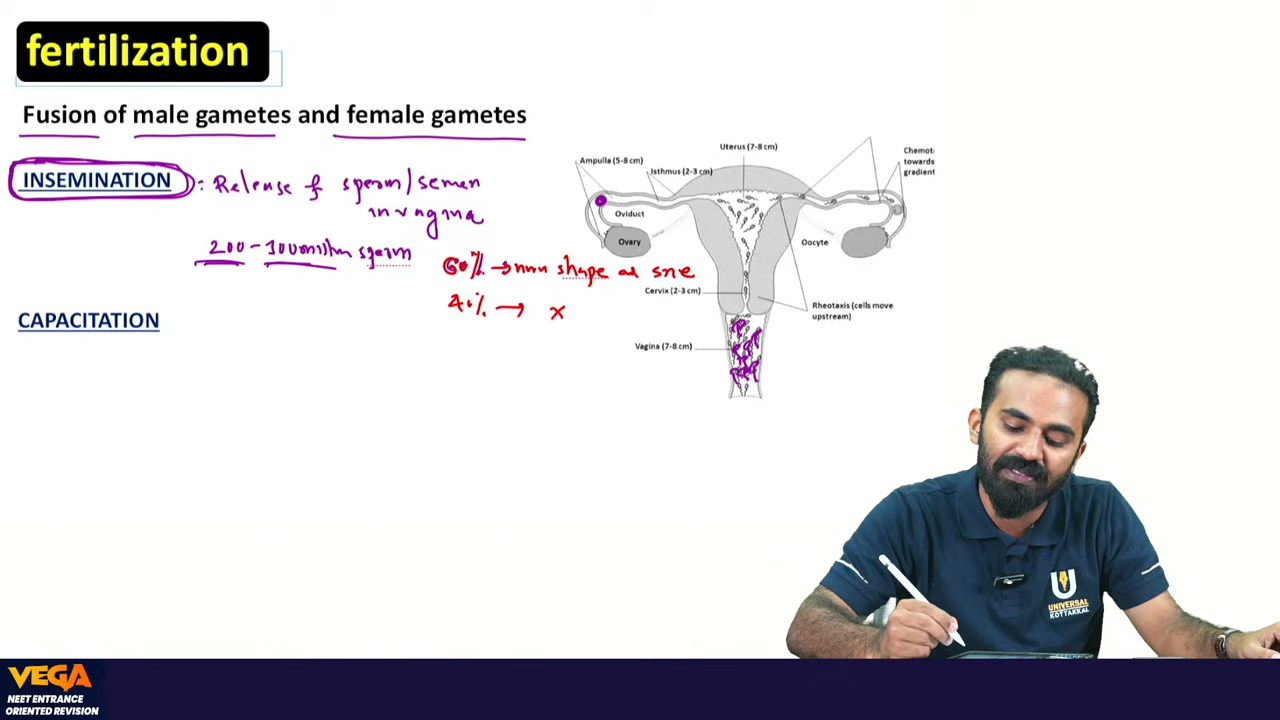 fertilization
Fusion of male gametes and female gametes
INSEMINATION : Release of sperm/semen
in vagina
200 - 300 million sperm
60% → shape and size
40% → x
CAPACITATION
Uterus (7-8 cm)
Ampulla (5-8 cm)
Isthmus (2-3 cm)
Chemot
towards
gradient
Oviduct
Ovary
Oocyte
Cervix (2-3 cm)
Rheotaxis (cells move
upstream)
Vagina (7-8 cm)
U
UNIVERSAL
KOTTAKKAL
VEGA
NEET ENTRANCE
ORIENTED REVISION